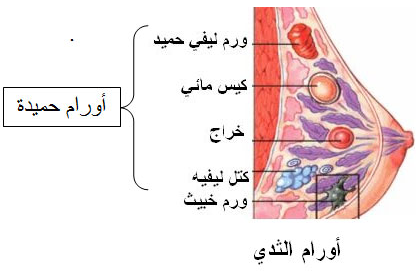 ورم ليفي حميد
كيس مائي
أورام حميدة
خراج
كتل ليفيه
ورم خبيث
أورام الثدي